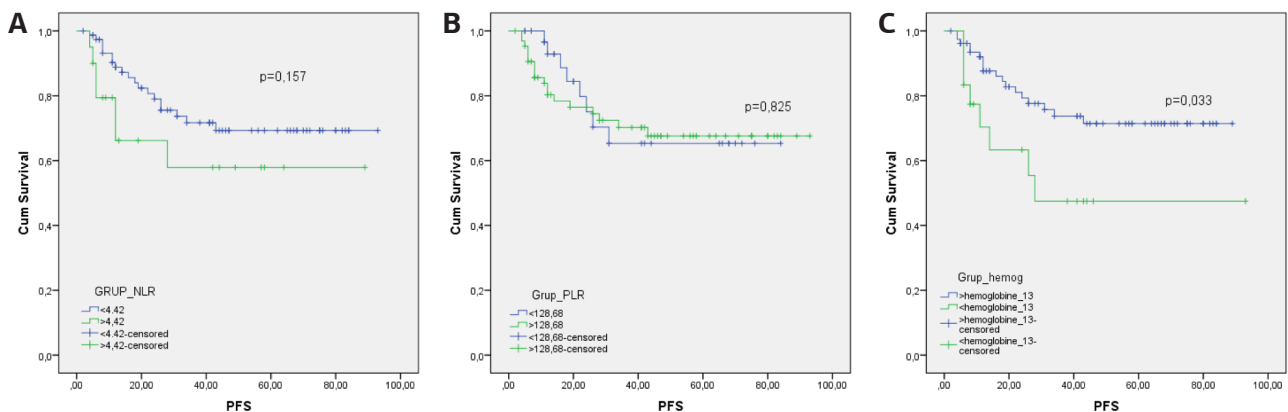 A
Cum Survival
1,0
0,8
0,6
0,4
0,2
0,0
p=0,157
GRUP_NLR
<4,42
>4,42
<4.42-censored
>4,42-censored
,00
20,00
40,00
60,00
80,00
100,00
PFS
B
Cum Survival
1,0
0,8
0,6
0,4
0,2
0,0
p=0,825
Grup_PLR
<128,68
>128,68
<128,68-censored
>128,68-censored
,00
20,00
40,00
60,00
80,00
100,00
PFS
C
Cum Survival
1,0
0,8
0,6
0,4
0,2
0,0
p=0,033
Grup_hemog
>hemoglobine_13
<hemoglobine_13
>hemoglobine_13-
censored
<hemoglobine_13-
censored
,00
20,00
40,00
60,00
80,00
100,00
PFS